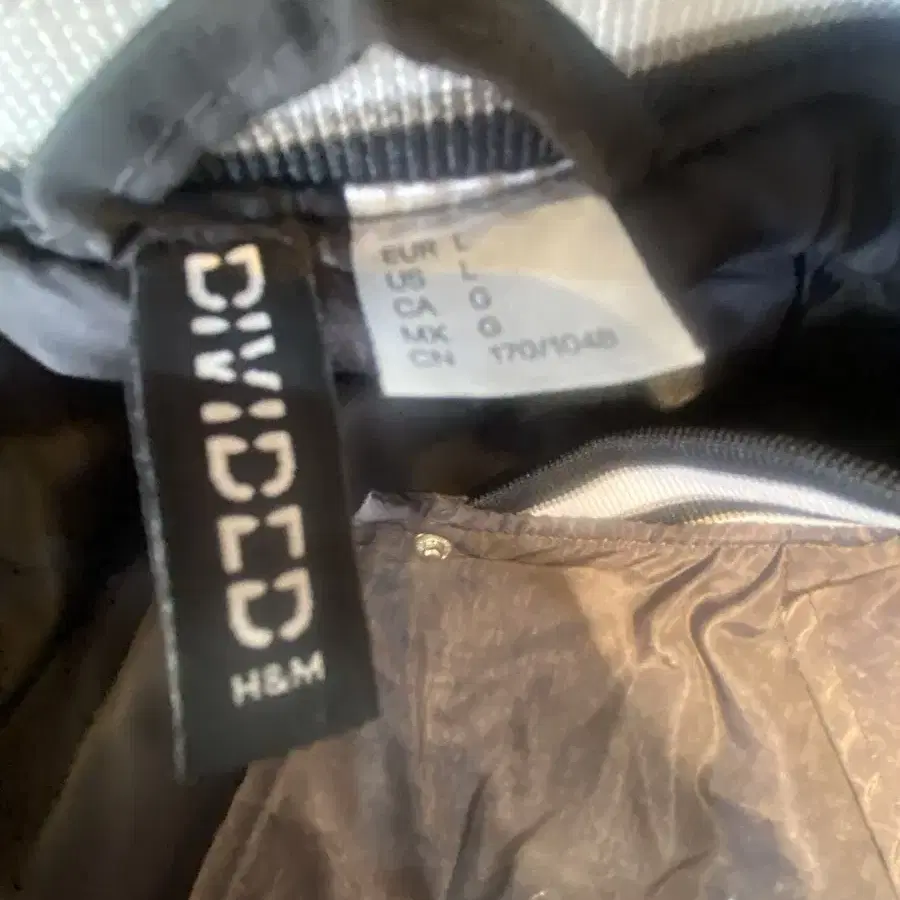 DIVIDED
H&M
EUR L
US L
CA G
MX G
CN 170/104B